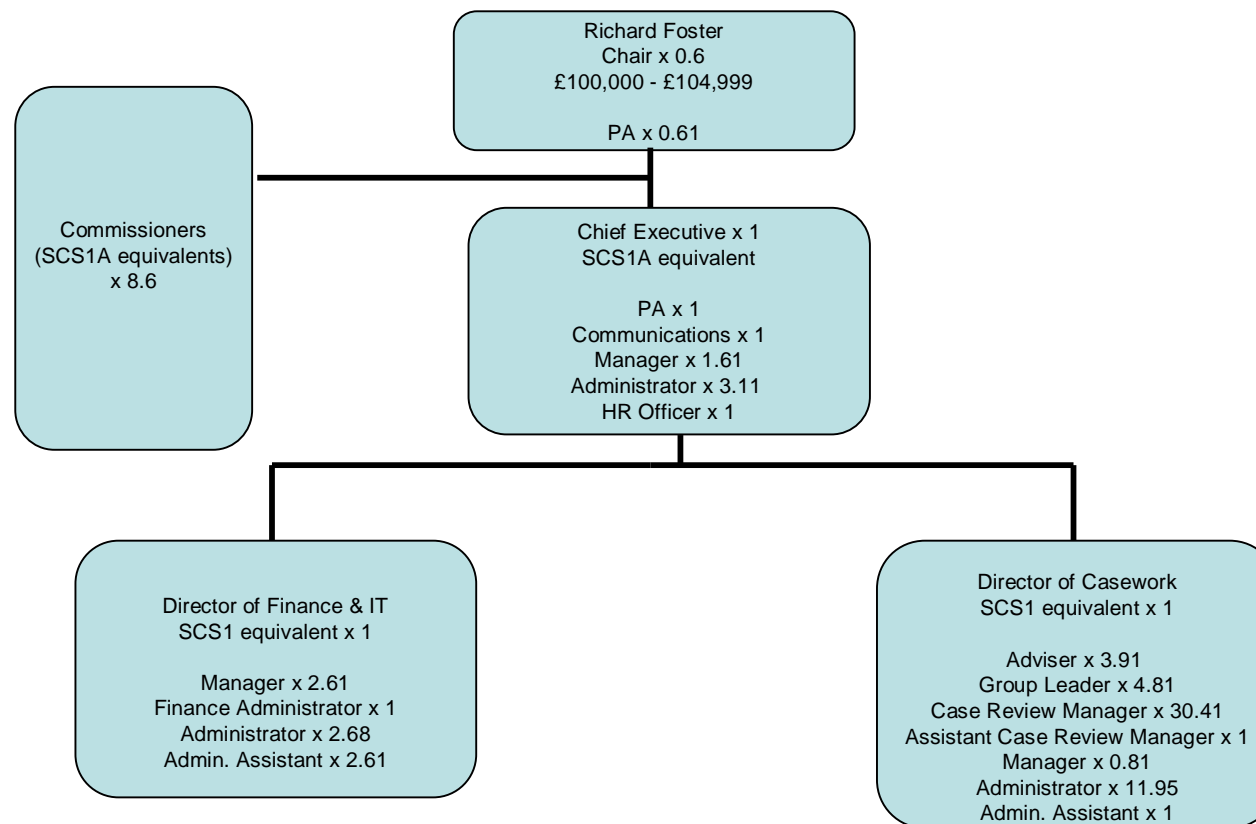 Richard Foster
Chair x 0.6
£100,000 - £104,999
PA x 0.61
Commissioners
(SCS1A equivalents)
x 8.6
Chief Executive x 1
SCS1A equivalent
PA x 1
Communications x 1
Manager x 1.61
Administrator x 3.11
HR Officer x 1
Director of Finance & IT
SCS1 equivalent x 1
Manager x 2.61
Finance Administrator x 1
Administrator x 2.68
Admin. Assistant x 2.61
Director of Casework
SCS1 equivalent x 1
Adviser x 3.91
Group Leader x 4.81
Case Review Manager x 30.41
Assistant Case Review Manager x 1
Manager x 0.81
Administrator x 11.95
Admin. Assistant x 1